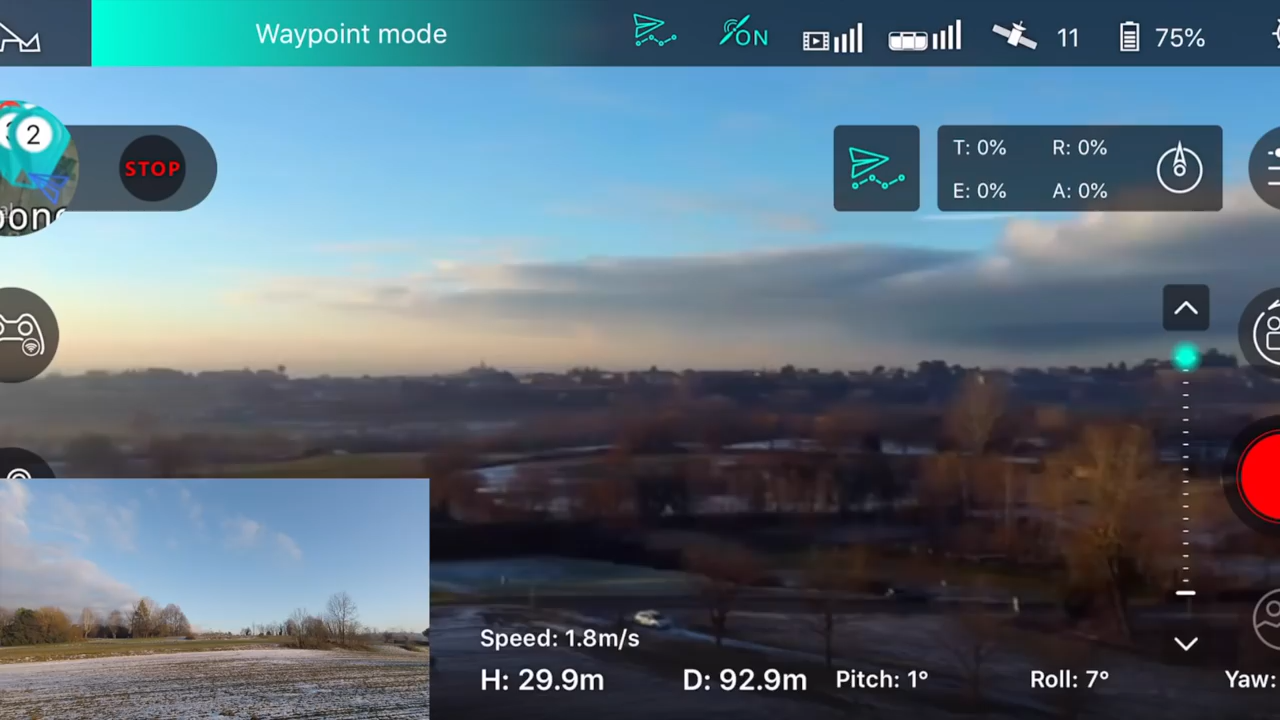 Waypoint mode
ON
11
75%
2
STOP
T: 0%
R: 0%
E: 0%
A: 0%
Speed: 1.8m/s
H: 29.9m
D: 92.9m
Pitch: 1°
Roll: 7°
Yaw: